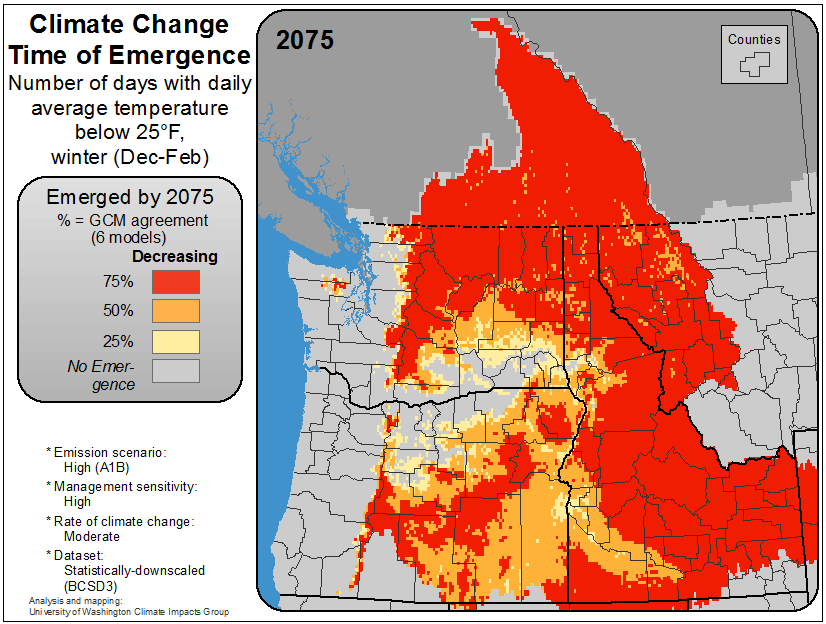 Climate Change
Time of Emergence
Number of days with daily
average temperature
below 25°F,
winter (Dec-Feb)
Emerged by 2075
% = GCM agreement
(6 models)
Decreasing
75%
50%
25%
No Emer-
gence
* Emission scenario:
High (A1B)
* Management sensitivity:
High
* Rate of climate change:
Moderate
* Dataset:
Statistically-downscaled
(BCSD3)
Analysis and mapping:
University of Washington Climate Impacts Group
2075
Counties